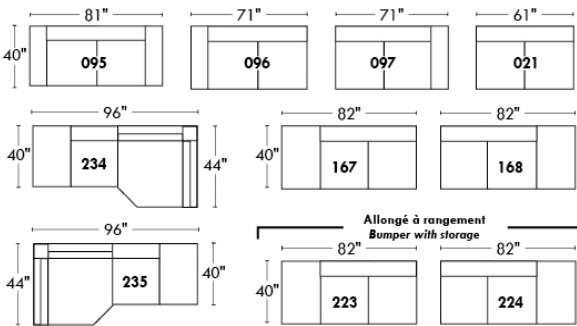 81" 71" 71" 61"
40" 095 096 097 021
96" 82" 82"
40" 234 44" 40" 167 168
96" Allongé à rangement
Bumper with storage
82" 82"
44" 235 40" 40" 223 224